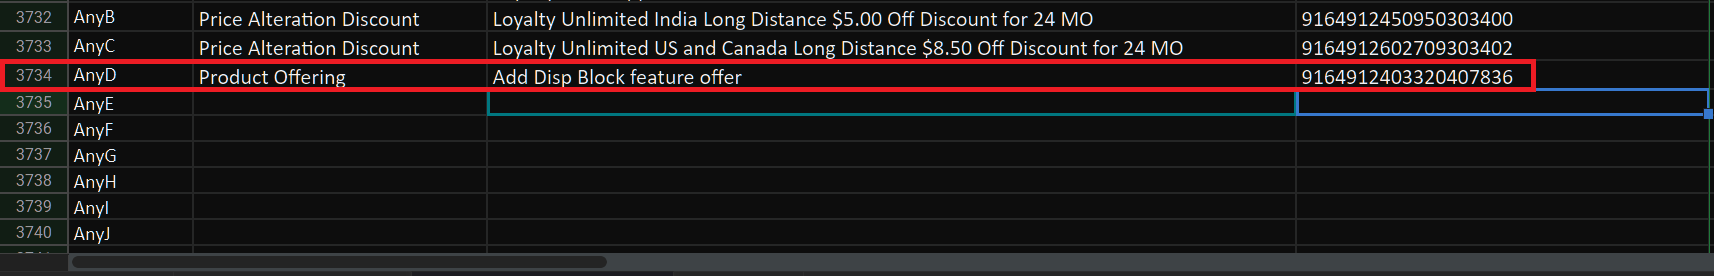 3732 AnyB Price Alteration Discount Loyalty Unlimited India Long Distance $5.00 Off Discount for 24 MO 9164912450950303400
3733 AnyC Price Alteration Discount Loyalty Unlimited US and Canada Long Distance $8.50 Off Discount for 24 MO 9164912602709303402
3734 AnyD Product Offering Add Disp Block feature offer 9164912403320407836
3735 AnyE
3736 AnyF
3737 AnyG
3738 AnyH
3739 AnyI
3740 AnyJ